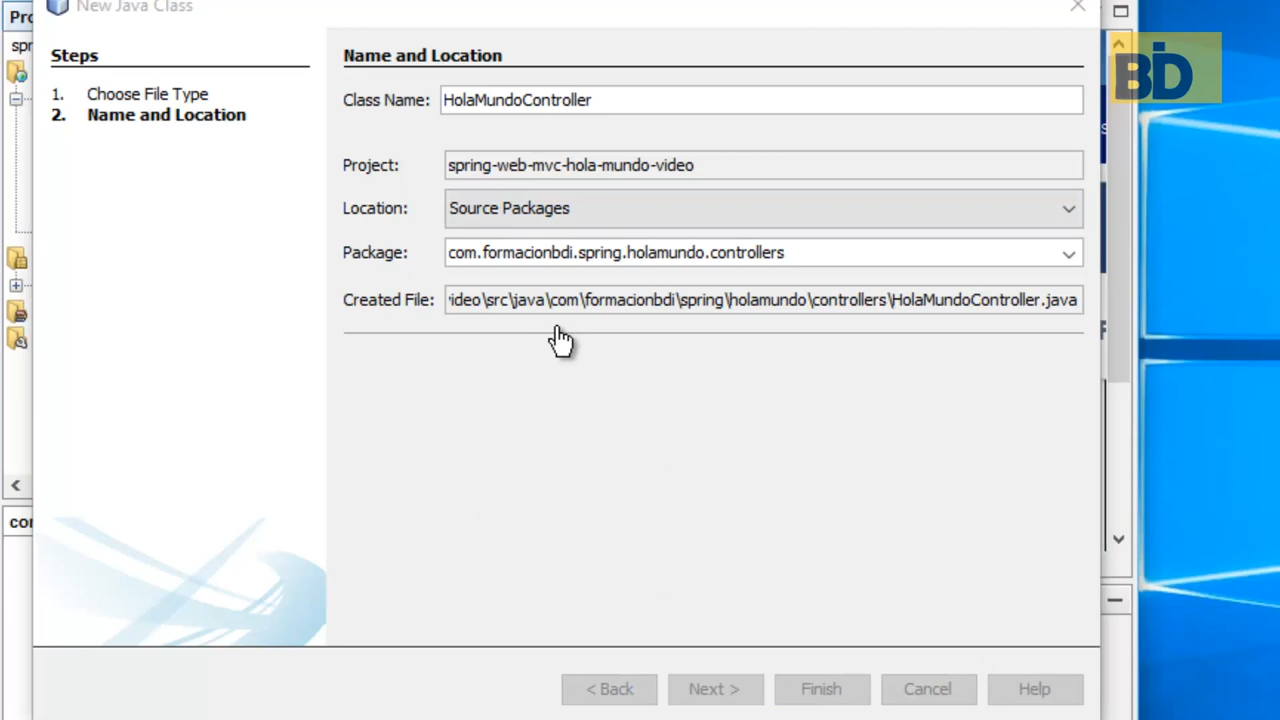 New Java Class
Steps
1. Choose File Type
2. Name and Location
Name and Location
Class Name: HolaMundoController
Project: spring-web-mvc-hola-mundo-video
Location: Source Packages
Package: com.formacionbdi.spring.holamundo.controllers
Created File: ideo\src\java\com\formacionbdi\spring\holamundo\controllers\HolaMundoController.java
< Back
Next >
Finish
Cancel
Help
BID